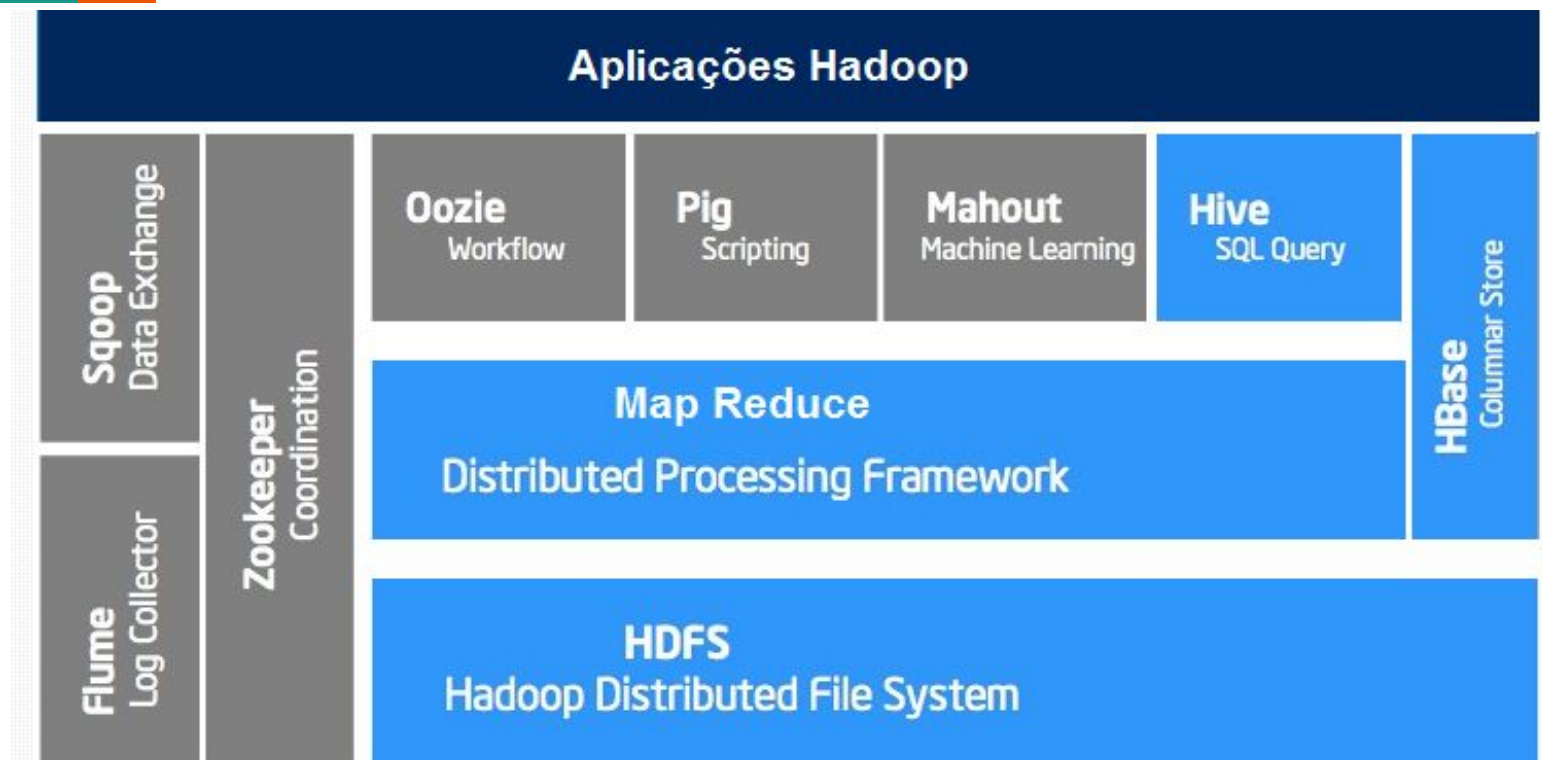 Aplicações Hadoop
Sqoop
Data Exchange
Flume
Log Collector
Zookeeper
Coordination
Oozie
Workflow
Pig
Scripting
Mahout
Machine Learning
Hive
SQL Query
HBase
Columnar Store
Map Reduce
Distributed Processing Framework
HDFS
Hadoop Distributed File System